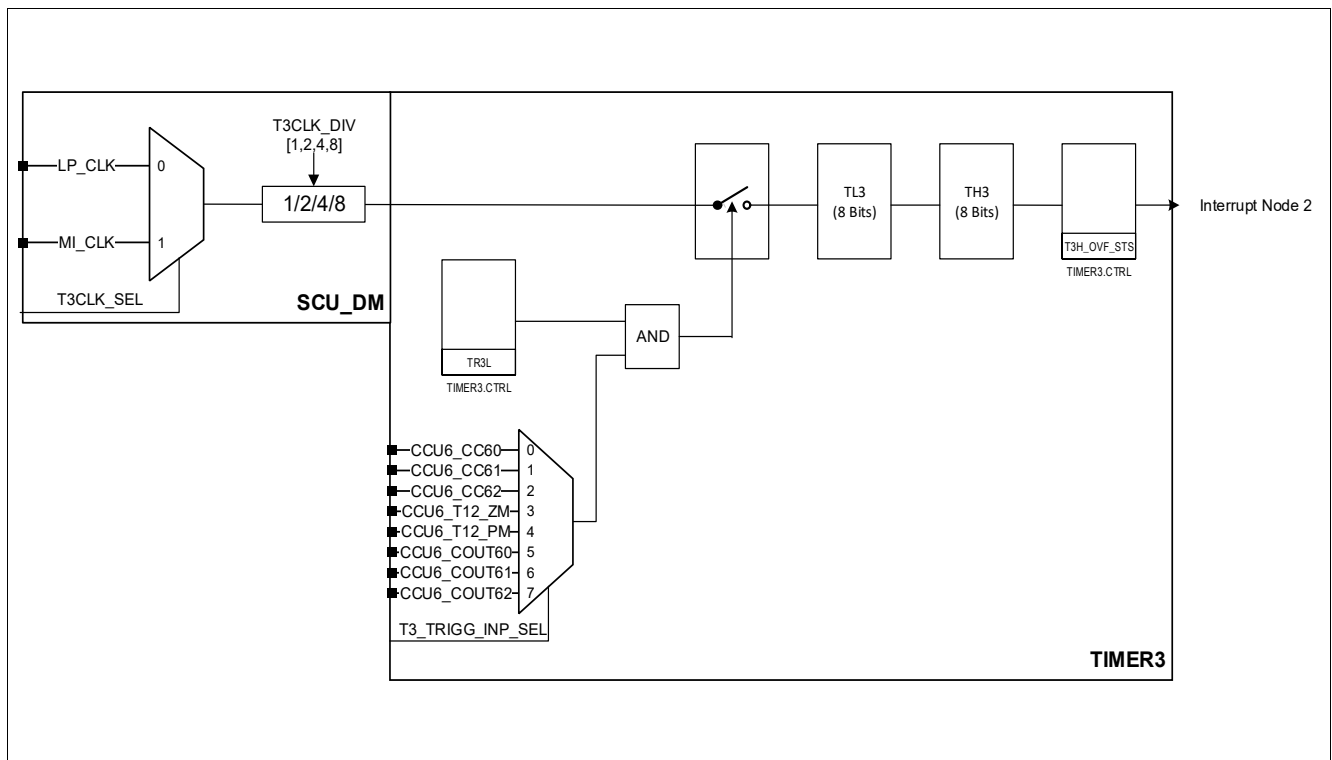 T3CLK_DIV
[1,2,4,8]
LP_CLK
0
1/2/4/8
MI_CLK
1
T3CLK_SEL
SCU_DM
TL3
(8 Bits)
TH3
(8 Bits)
Interrupt Node 2
T3H_OVF_STS
TIMER3.CTRL
AND
TR3L
TIMER3.CTRL
CCU6_CC60 0
CCU6_CC61 1
CCU6_CC62 2
CCU6_T12_ZM 3
CCU6_T12_PM 4
CCU6_COUT60 5
CCU6_COUT61 6
CCU6_COUT62 7
T3_TRIGG_INP_SEL
TIMER3